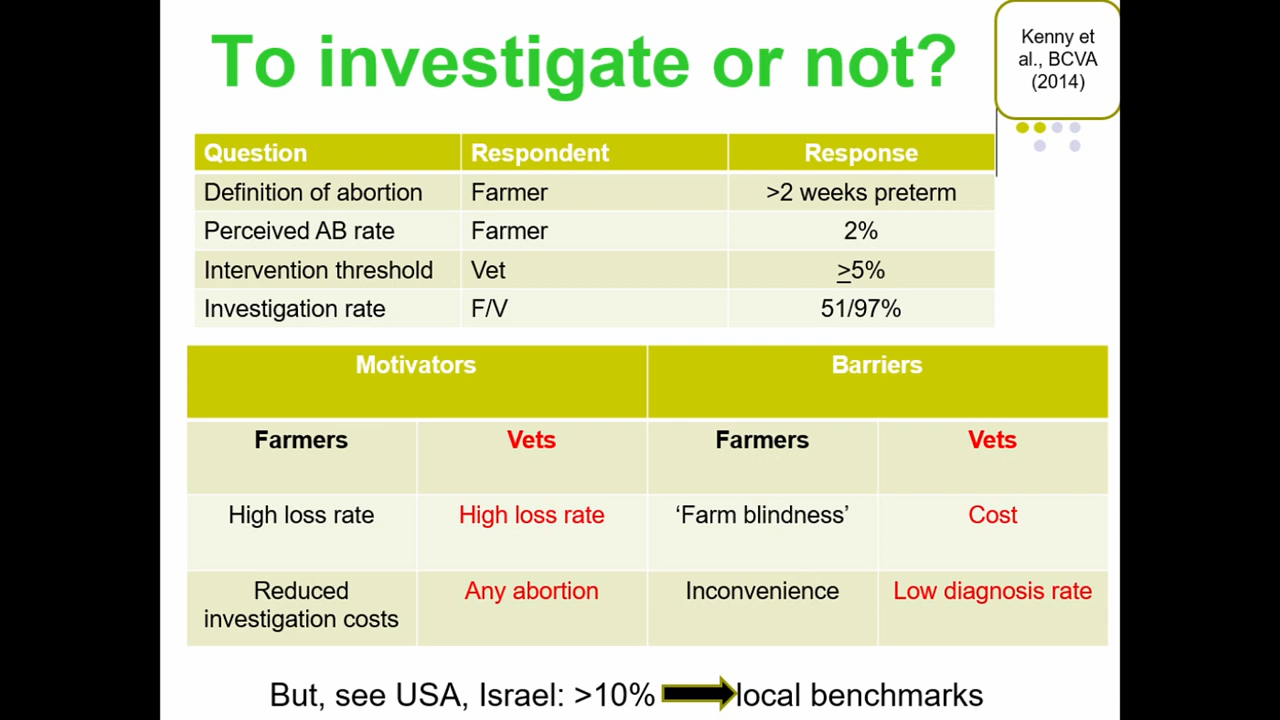 To investigate or not?
Kenny et
al., BCVA
(2014)
Question Respondent Response
Definition of abortion Farmer >2 weeks preterm
Perceived AB rate Farmer 2%
Intervention threshold Vet >5%
Investigation rate F/V 51/97%
Motivators Barriers
Farmers Vets Farmers Vets
High loss rate High loss rate ‘Farm blindness’ Cost
Reduced
investigation costs Any abortion Inconvenience Low diagnosis rate
But, see USA, Israel: >10% local benchmarks